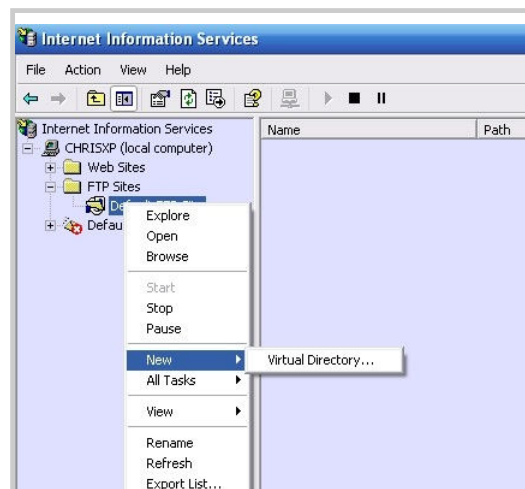 Internet Information Services
File Action View Help
Internet Information Services
CHRISXP (local computer)
Web Sites
FTP Sites
Defau
Name Path
Explore
Open
Browse
Start
Stop
Pause
New
Virtual Directory...
All Tasks
View
Rename
Refresh
Export List...